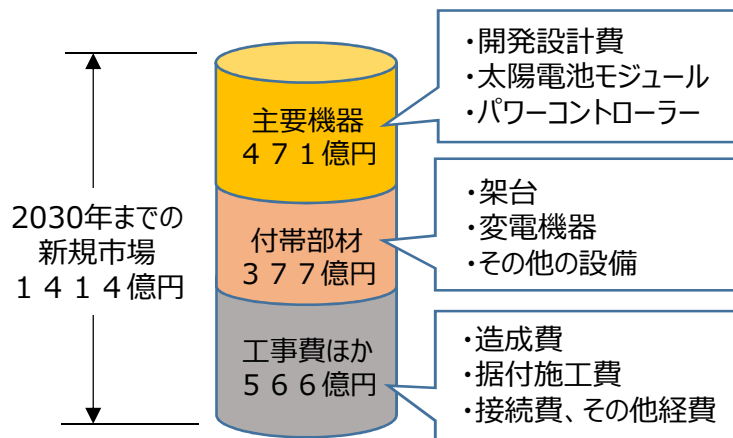 2030年までの
新規市場
１４１４億円
主要機器
４７１億円
・開発設計費
・太陽電池モジュール
・パワーコントローラー
付帯部材
３７７億円
・架台
・変電機器
・その他の設備
工事費ほか
５６６億円
・造成費
・据付施工費
・接続費、その他経費